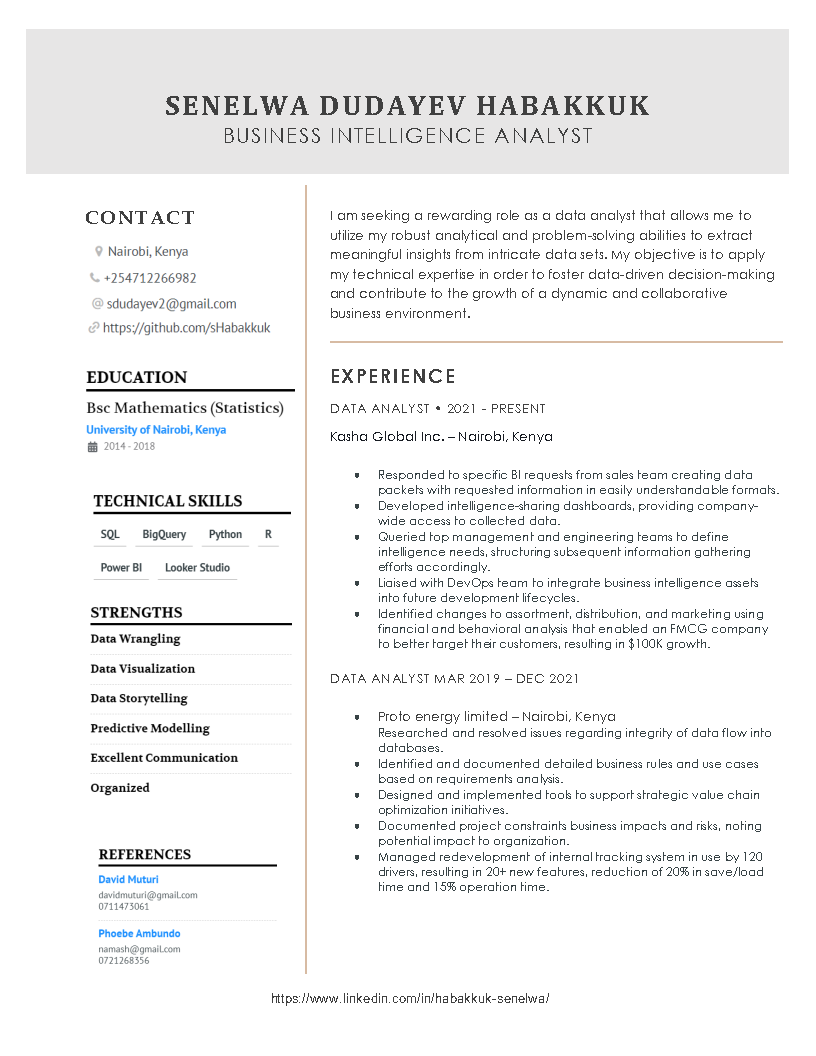 SENELWA DUDAYEV HABAKKUK
BUSINESS INTELLIGENCE ANALYST
CONTACT
Nairobi, Kenya
+254712266982
@ sdudayev2@gmail.com
https://github.com/sHabakkuk
EDUCATION
Bsc Mathematics (Statistics)
University of Nairobi, Kenya
2014 - 2018
TECHNICAL SKILLS
SQL BigQuery Python R
Power BI Looker Studio
STRENGTHS
Data Wrangling
Data Visualization
Data Storytelling
Predictive Modelling
Excellent Communication
Organized
REFERENCES
David Muturi
davidmuturi@gmail.com
0711473061
Phoebe Ambundo
namash@gmail.com
0721268356
I am seeking a rewarding role as a data analyst that allows me to
utilize my robust analytical and problem-solving abilities to extract
meaningful insights from intricate data sets. My objective is to apply
my technical expertise in order to foster data-driven decision-making
and contribute to the growth of a dynamic and collaborative
business environment.
EXPERIENCE
DATA ANALYST • 2021 - PRESENT
Kasha Global Inc. – Nairobi, Kenya
• Responded to specific BI requests from sales team creating data
packets with requested information in easily understandable formats.
• Developed intelligence-sharing dashboards, providing company-
wide access to collected data.
• Queried top management and engineering teams to define
intelligence needs, structuring subsequent information gathering
efforts accordingly.
• Liaised with DevOps team to integrate business intelligence assets
into future development lifecycles.
• Identified changes to assortment, distribution, and marketing using
financial and behavioral analysis that enabled an FMCG company
to better target their customers, resulting in $100K growth.
DATA ANALYST MAR 2019 – DEC 2021
• Proto energy limited – Nairobi, Kenya
Researched and resolved issues regarding integrity of data flow into
databases.
• Identified and documented detailed business rules and use cases
based on requirements analysis.
• Designed and implemented tools to support strategic value chain
optimization initiatives.
• Documented project constraints business impacts and risks, noting
potential impact to organization.
• Managed redevelopment of internal tracking system in use by 120
drivers, resulting in 20+ new features, reduction of 20% in save/load
time and 15% operation time.
https://www.linkedin.com/in/habakkuk-senelwa/